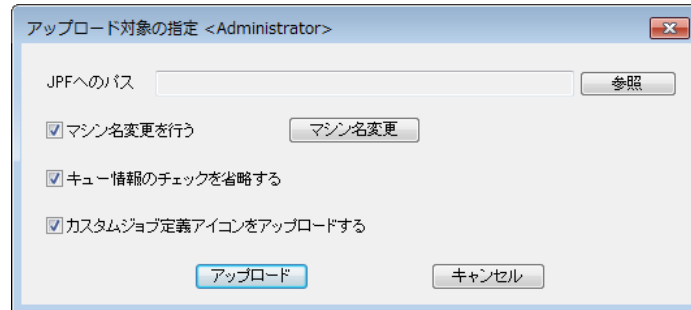 アップロード対象の指定 <Administrator>
JPFへのパス 参照
マシン名変更を行う マシン名変更
キュー情報のチェックを省略する
カスタムジョブ定義アイコンをアップロードする
アップロード キャンセル